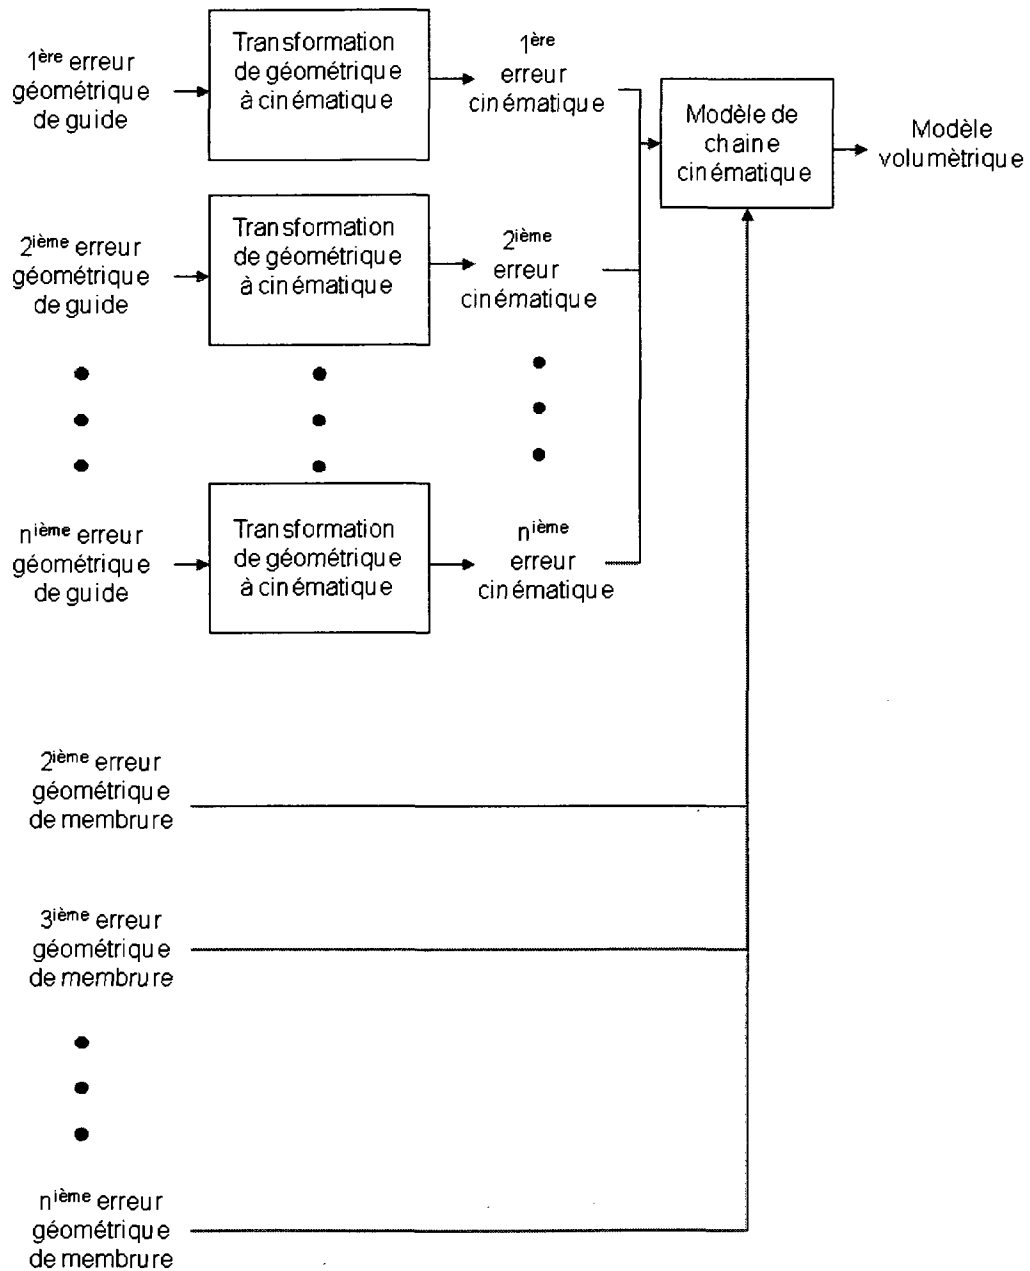 1ère erreur
géométrique
de guide
Transformation
de géométrique
à cinématique
1ère
erreur
cinématique
Modèle de
chaine
cinématique
Modèle
volumètrique
2ième erreur
géométrique
de guide
Transformation
de géométrique
à cinématique
2ième
erreur
cinématique
nième erreur
géométrique
de guide
Transformation
de géométrique
à cinématique
nième
erreur
cinématique
2ième erreur
géométrique
de membrure
3ième erreur
géométrique
de membrure
nième erreur
géométrique
de membrure